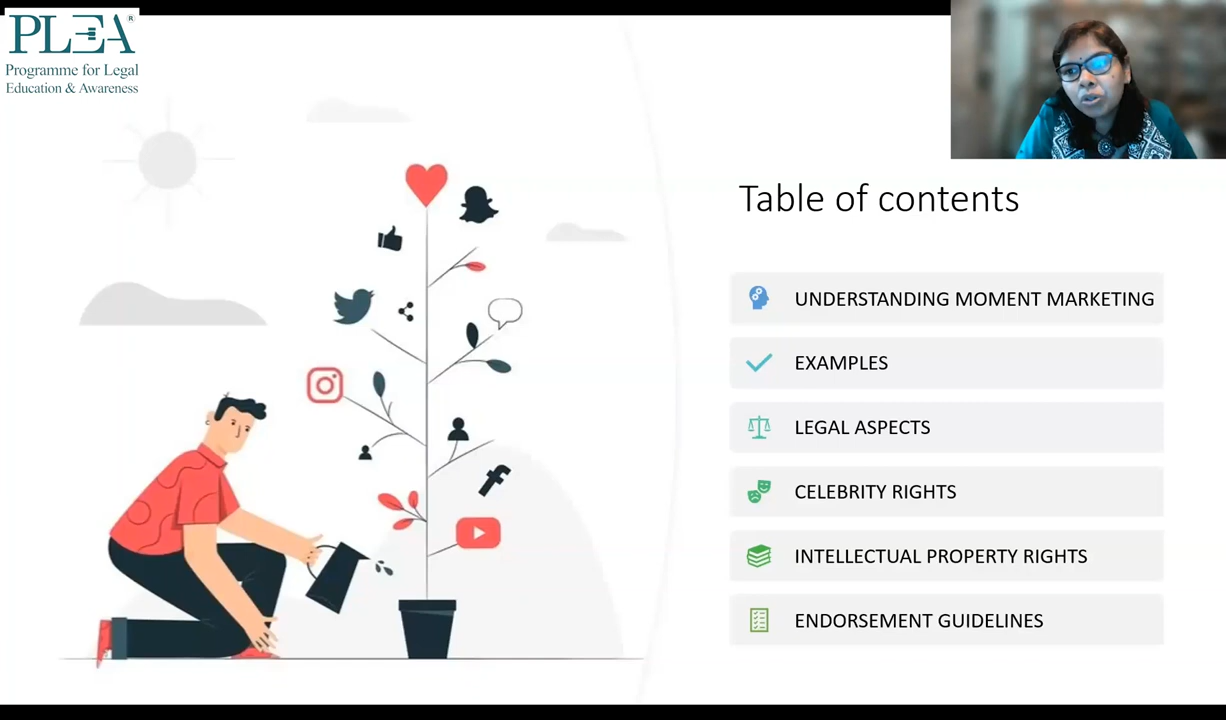 PLEA®
Programme for Legal
Education & Awareness
Table of contents
UNDERSTANDING MOMENT MARKETING
EXAMPLES
LEGAL ASPECTS
CELEBRITY RIGHTS
INTELLECTUAL PROPERTY RIGHTS
ENDORSEMENT GUIDELINES